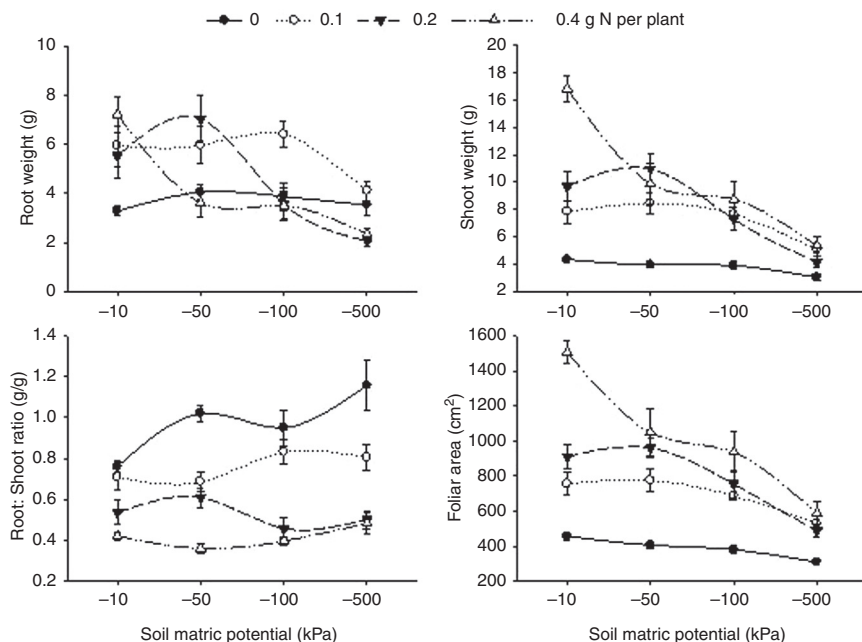 0 0.1 0.2 0.4 g N per plant
Root weight (g)
10
8
6
4
2
0
–10 –50 –100 –500
Shoot weight (g)
20
18
16
14
12
10
8
6
4
2
–10 –50 –100 –500
Root: Shoot ratio (g/g)
1.4
1.2
1.0
0.8
0.6
0.4
0.2
–10 –50 –100 –500
Soil matric potential (kPa)
Foliar area (cm²)
1600
1400
1200
1000
800
600
400
200
–10 –50 –100 –500
Soil matric potential (kPa)